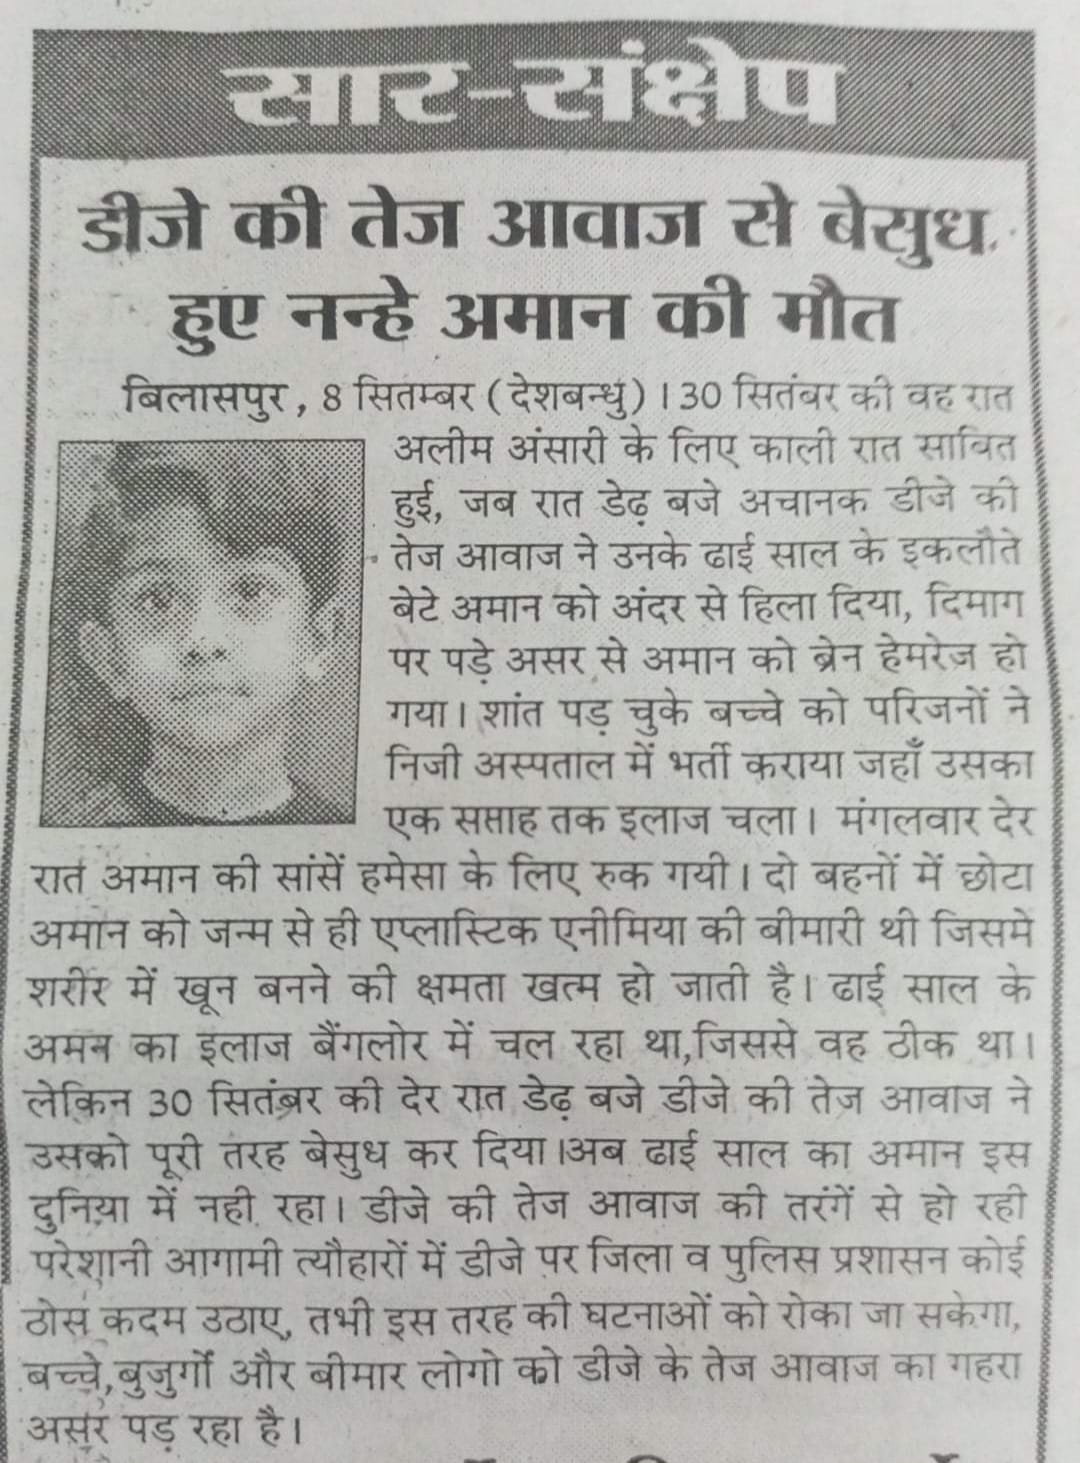 सार-संक्षेप
डीजे की तेज आवाज से बेसुध
हुए नन्हे अमान की मौत
बिलासपुर, 8 सितम्बर (देशबन्धु)। 30 सितंबर की वह रात
अलीम अंसारी के लिए काली रात साबित
हुई, जब रात डेढ़ बजे अचानक डीजे की
तेज आवाज ने उनके ढाई साल के इकलौते
बेटे अमान को अंदर से हिला दिया, दिमाग
पर पड़े असर से अमान को ब्रेन हेमरेज हो
गया। शांत पड़ चुके बच्चे को परिजनों ने
निजी अस्पताल में भर्ती कराया जहाँ उसका
एक सप्ताह तक इलाज चला। मंगलवार देर
रात अमान की सांसें हमेसा के लिए रुक गयी। दो बहनों में छोटा
अमान को जन्म से ही एप्लास्टिक एनीमिया की बीमारी थी जिसमे
शरीर में खून बनने की क्षमता खत्म हो जाती है। ढाई साल के
अमन का इलाज बैंगलोर में चल रहा था,जिससे वह ठीक था।
लेकिन 30 सितंबर की देर रात डेढ़ बजे डीजे की तेज आवाज ने
उसको पूरी तरह बेसुध कर दिया।अब ढाई साल का अमान इस
दुनिया में नही रहा। डीजे की तेज आवाज की तरंगें से हो रही
परेशानी आगामी त्यौहारों में डीजे पर जिला व पुलिस प्रशासन कोई
ठोस कदम उठाए, तभी इस तरह की घटनाओं को रोका जा सकेगा,
बच्चे,बुजुर्गो और बीमार लोगो को डीजे के तेज आवाज का गहरा
असर पड़ रहा है।